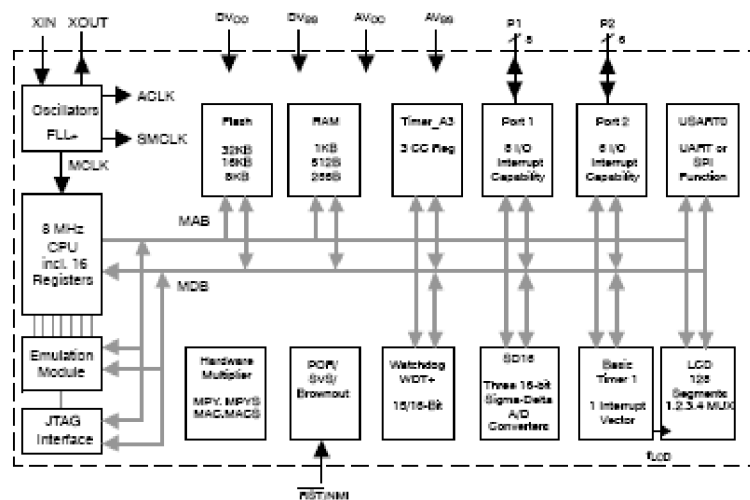 XIN XOUT DVCC DVSS AVCC AVSS P1 P2
8 6
Oscillators
FLL+
ACLK
SMCLK
MCLK
Flash
32KB
16KB
8KB
RAM
1KB
512B
256B
Timer_A3
3 CC Reg
Port 1
8 I/O
Interrupt
Capability
Port 2
6 I/O
Interrupt
Capability
USART0
UART or
SPI
Function
8 MHz
CPU
incl. 16
Registers
MAB
MDB
Emulation
Module
JTAG
Interface
Hardware
Multiplier
MPY, MPYS
MAC,MACS
POR/
SVS/
Brownout
Watchdog
WDT+
15/16-Bit
SD16
Three 16-bit
Sigma-Delta
A/D
Converters
Basic
Timer 1
1 Interrupt
Vector
LCD
128
Segments
1,2,3,4 MUX
fLCD
RST/NMI